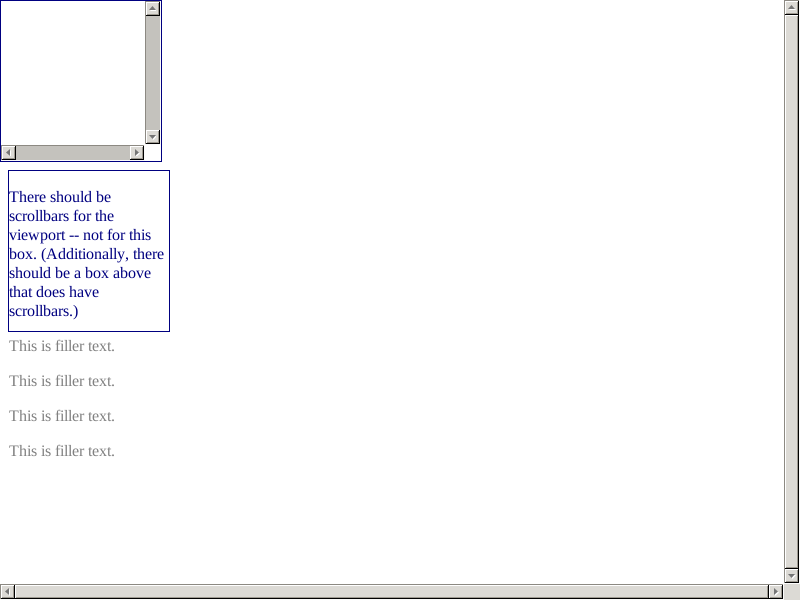 There should be
scrollbars for the
viewport -- not for this
box. (Additionally, there
should be a box above
that does have
scrollbars.)
This is filler text.
This is filler text.
This is filler text.
This is filler text.